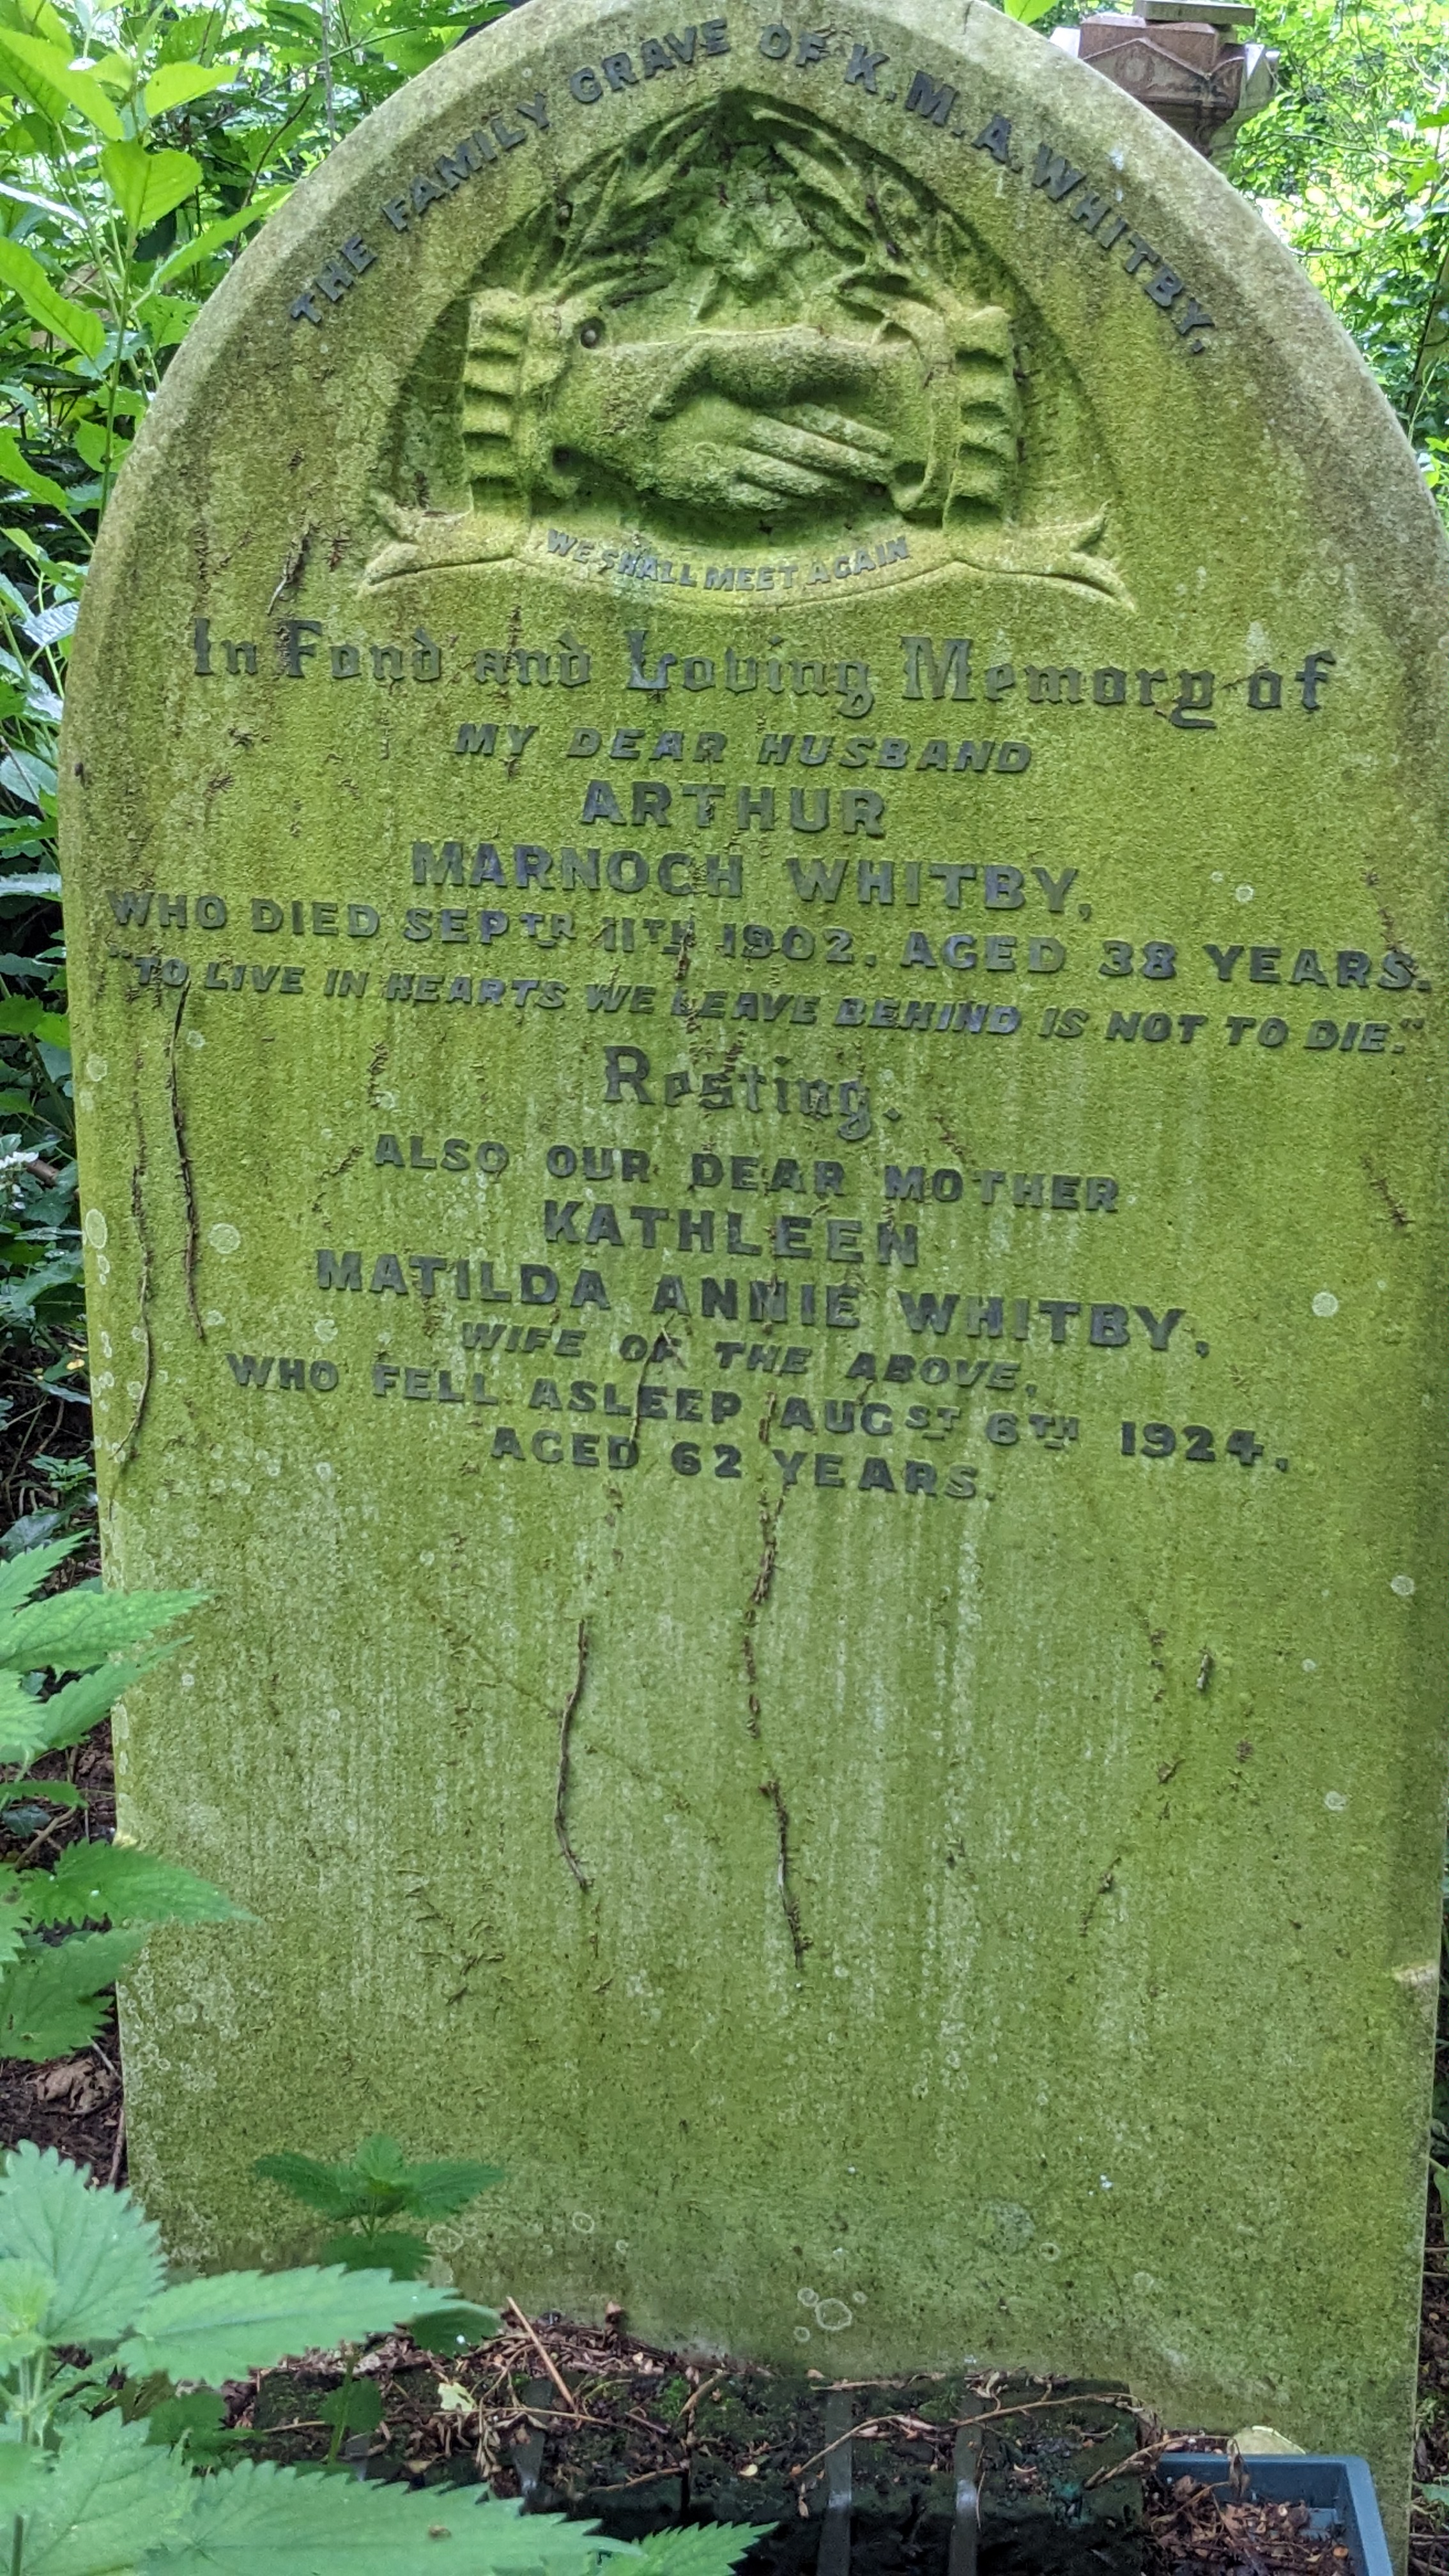 THE FAMILY GRAVE OF K.M.A.WHITBY,
WE SHALL MEET AGAIN
In Fond and Loving Memory of
MY DEAR HUSBAND
ARTHUR
MARNOCH WHITBY,
WHO DIED SEPTR 11TH 1902, AGED 38 YEARS.
"TO LIVE IN HEARTS WE LEAVE BEHIND IS NOT TO DIE."
Resting.
ALSO OUR DEAR MOTHER
KATHLEEN
MATILDA ANNIE WHITBY,
WIFE OF THE ABOVE,
WHO FELL ASLEEP AUGST 6TH 1924,
AGED 62 YEARS.